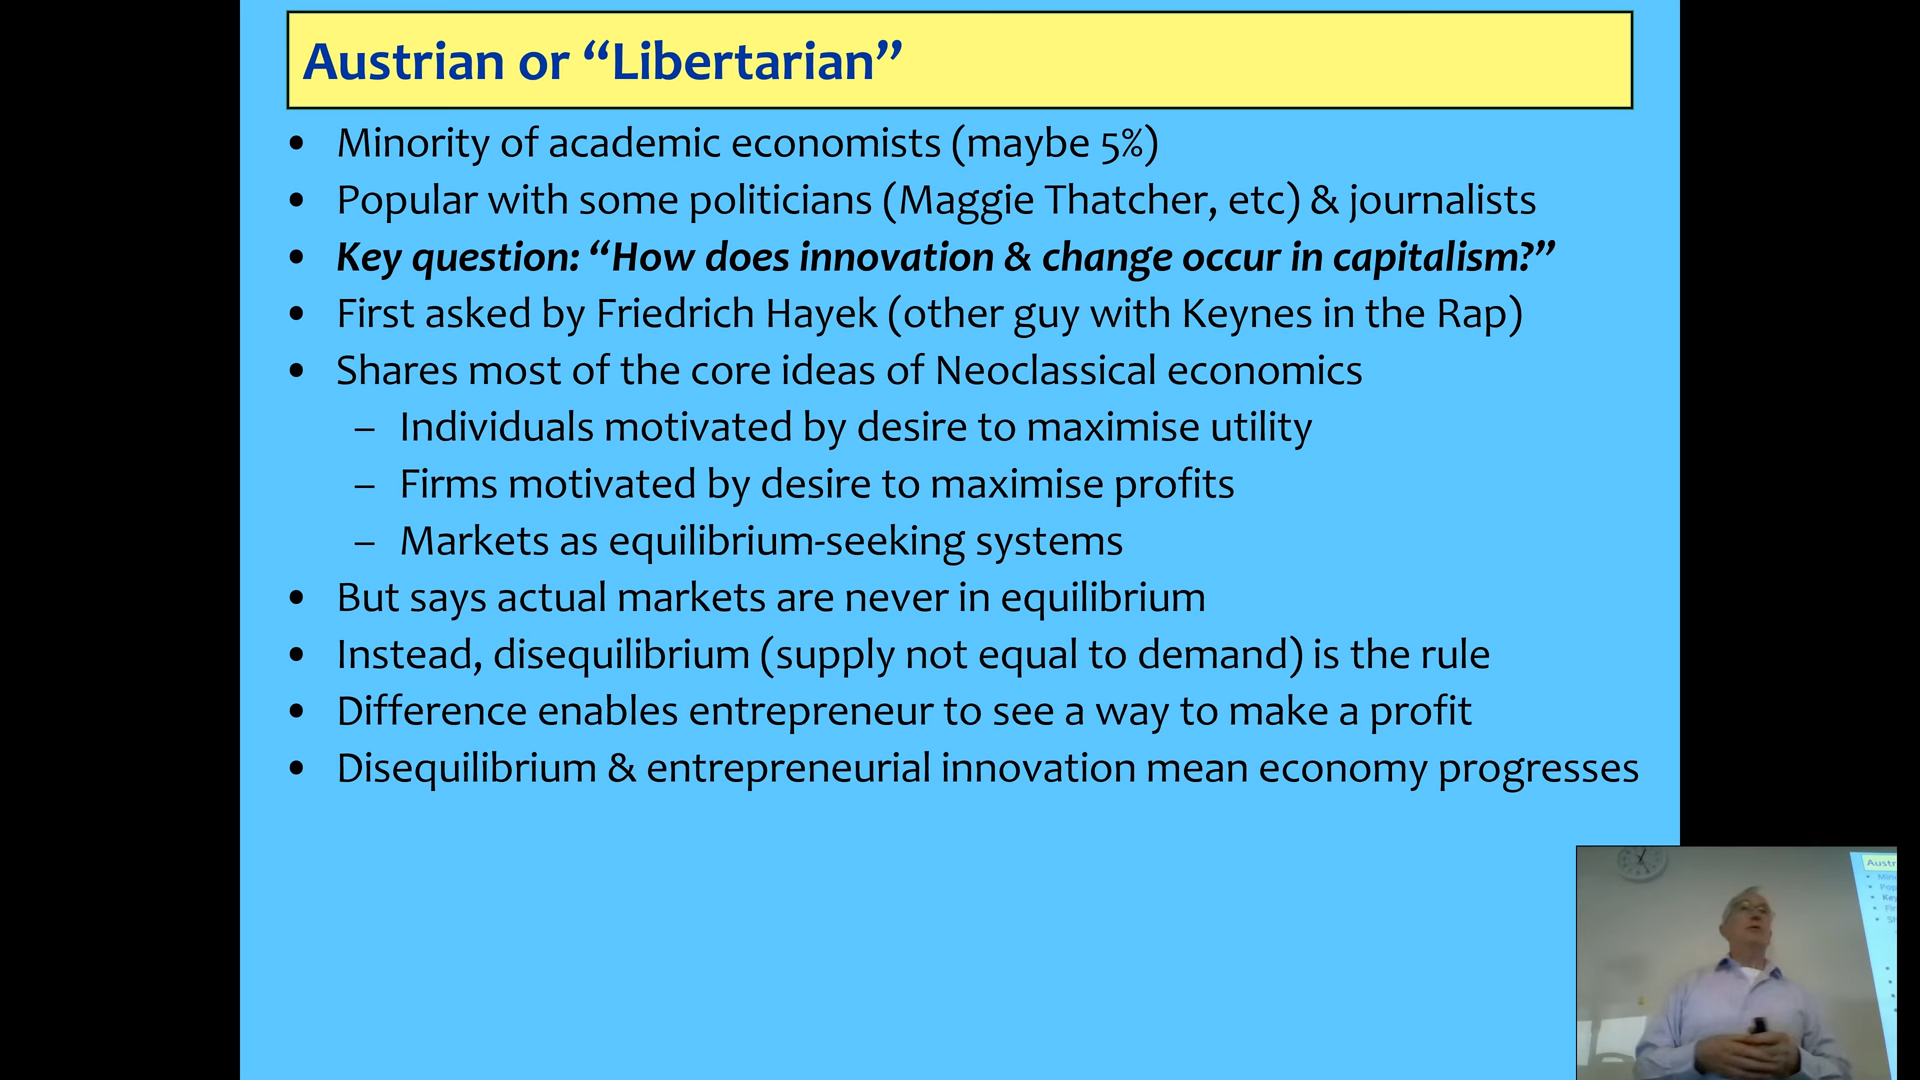 Austrian or “Libertarian”
• Minority of academic economists (maybe 5%)
• Popular with some politicians (Maggie Thatcher, etc) & journalists
• Key question: “How does innovation & change occur in capitalism?”
• First asked by Friedrich Hayek (other guy with Keynes in the Rap)
• Shares most of the core ideas of Neoclassical economics
– Individuals motivated by desire to maximise utility
– Firms motivated by desire to maximise profits
– Markets as equilibrium-seeking systems
• But says actual markets are never in equilibrium
• Instead, disequilibrium (supply not equal to demand) is the rule
• Difference enables entrepreneur to see a way to make a profit
• Disequilibrium & entrepreneurial innovation mean economy progresses
Austr